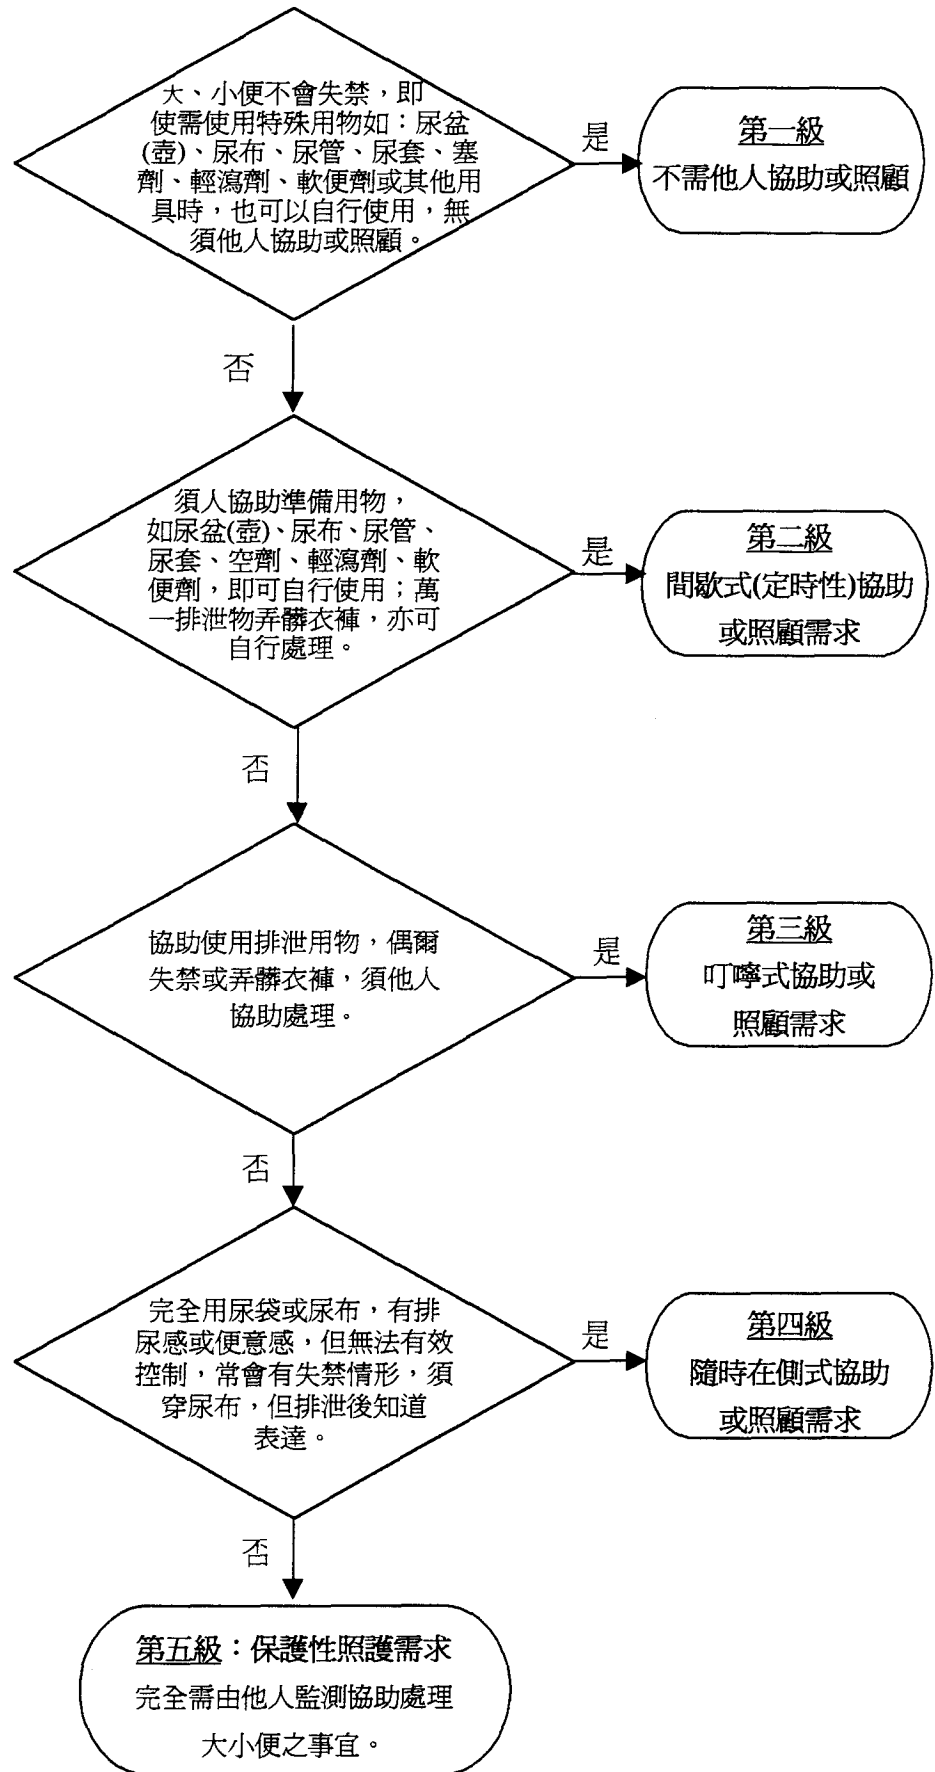 大、小便不會失禁，即
使需使用特殊用物如：尿盆
(壺)、尿布、尿管、尿套、塞
劑、輕瀉劑、軟便劑或其他用
具時，也可以自行使用，無
須他人協助或照顧。
是
第一級
不需他人協助或照顧
否
須人協助準備用物，
如尿盆(壺)、尿布、尿管、
尿套、空劑、輕瀉劑、軟
便劑，即可自行使用；萬
一排泄物弄髒衣褲，亦可
自行處理。
是
第二級
間歇式(定時性)協助
或照顧需求
否
協助使用排泄用物，偶爾
失禁或弄髒衣褲，須他人
協助處理。
是
第三級
叮嚀式協助或
照顧需求
否
完全用尿袋或尿布，有排
尿感或便意感，但無法有效
控制，常會有失禁情形，須
穿尿布，但排泄後知道
表達。
是
第四級
隨時在側式協助
或照顧需求
否
第五級：保護性照護需求
完全需由他人監測協助處理
大小便之事宜。